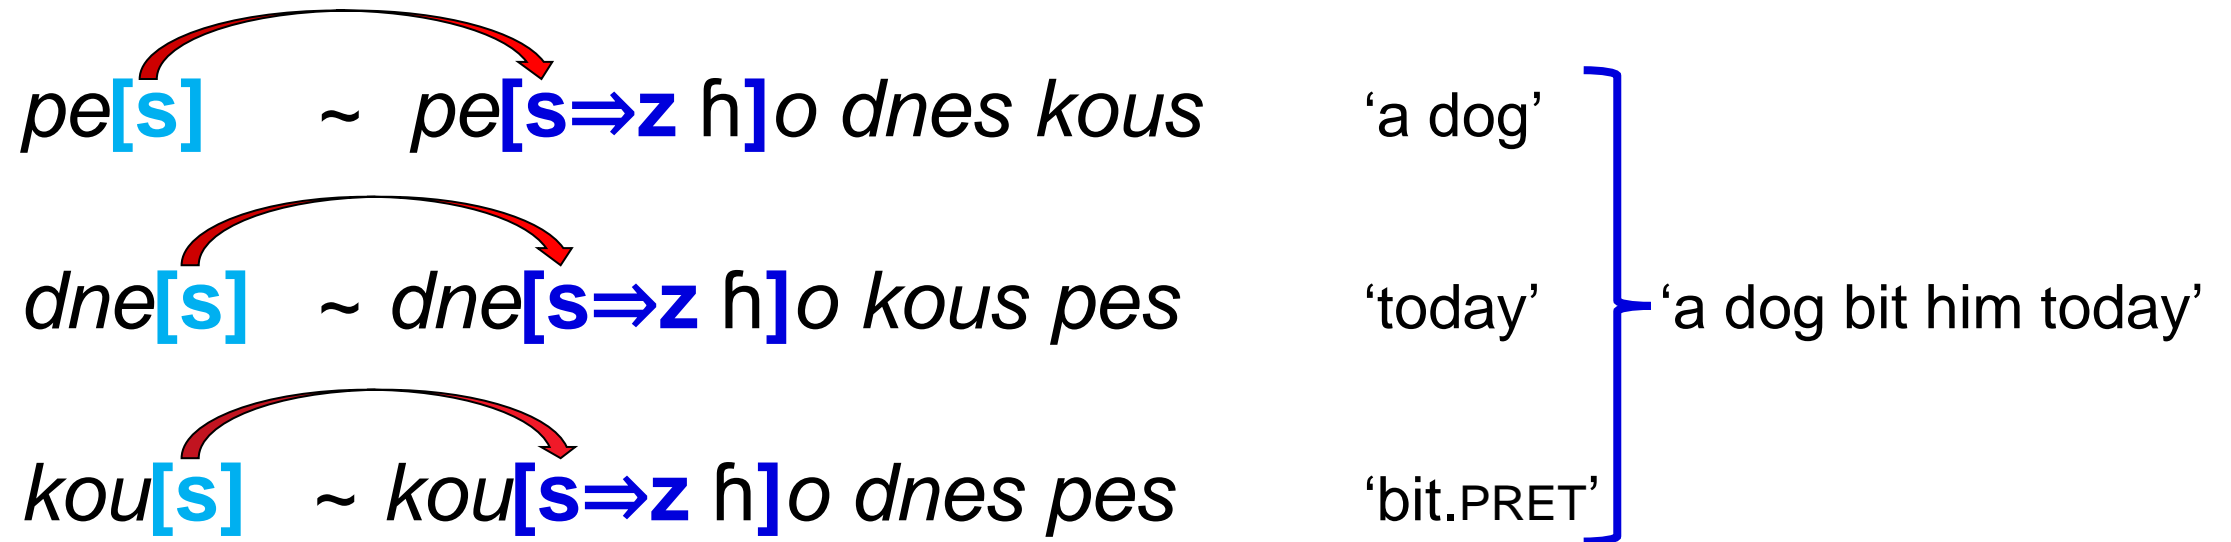 pe[s] ~ pe[s⇒z ɦ]o dnes kous ‘a dog’
dne[s] ~ dne[s⇒z ɦ]o kous pes ‘today’ ‘a dog bit him today’
kou[s] ~ kou[s⇒z ɦ]o dnes pes ‘bit.PRET’